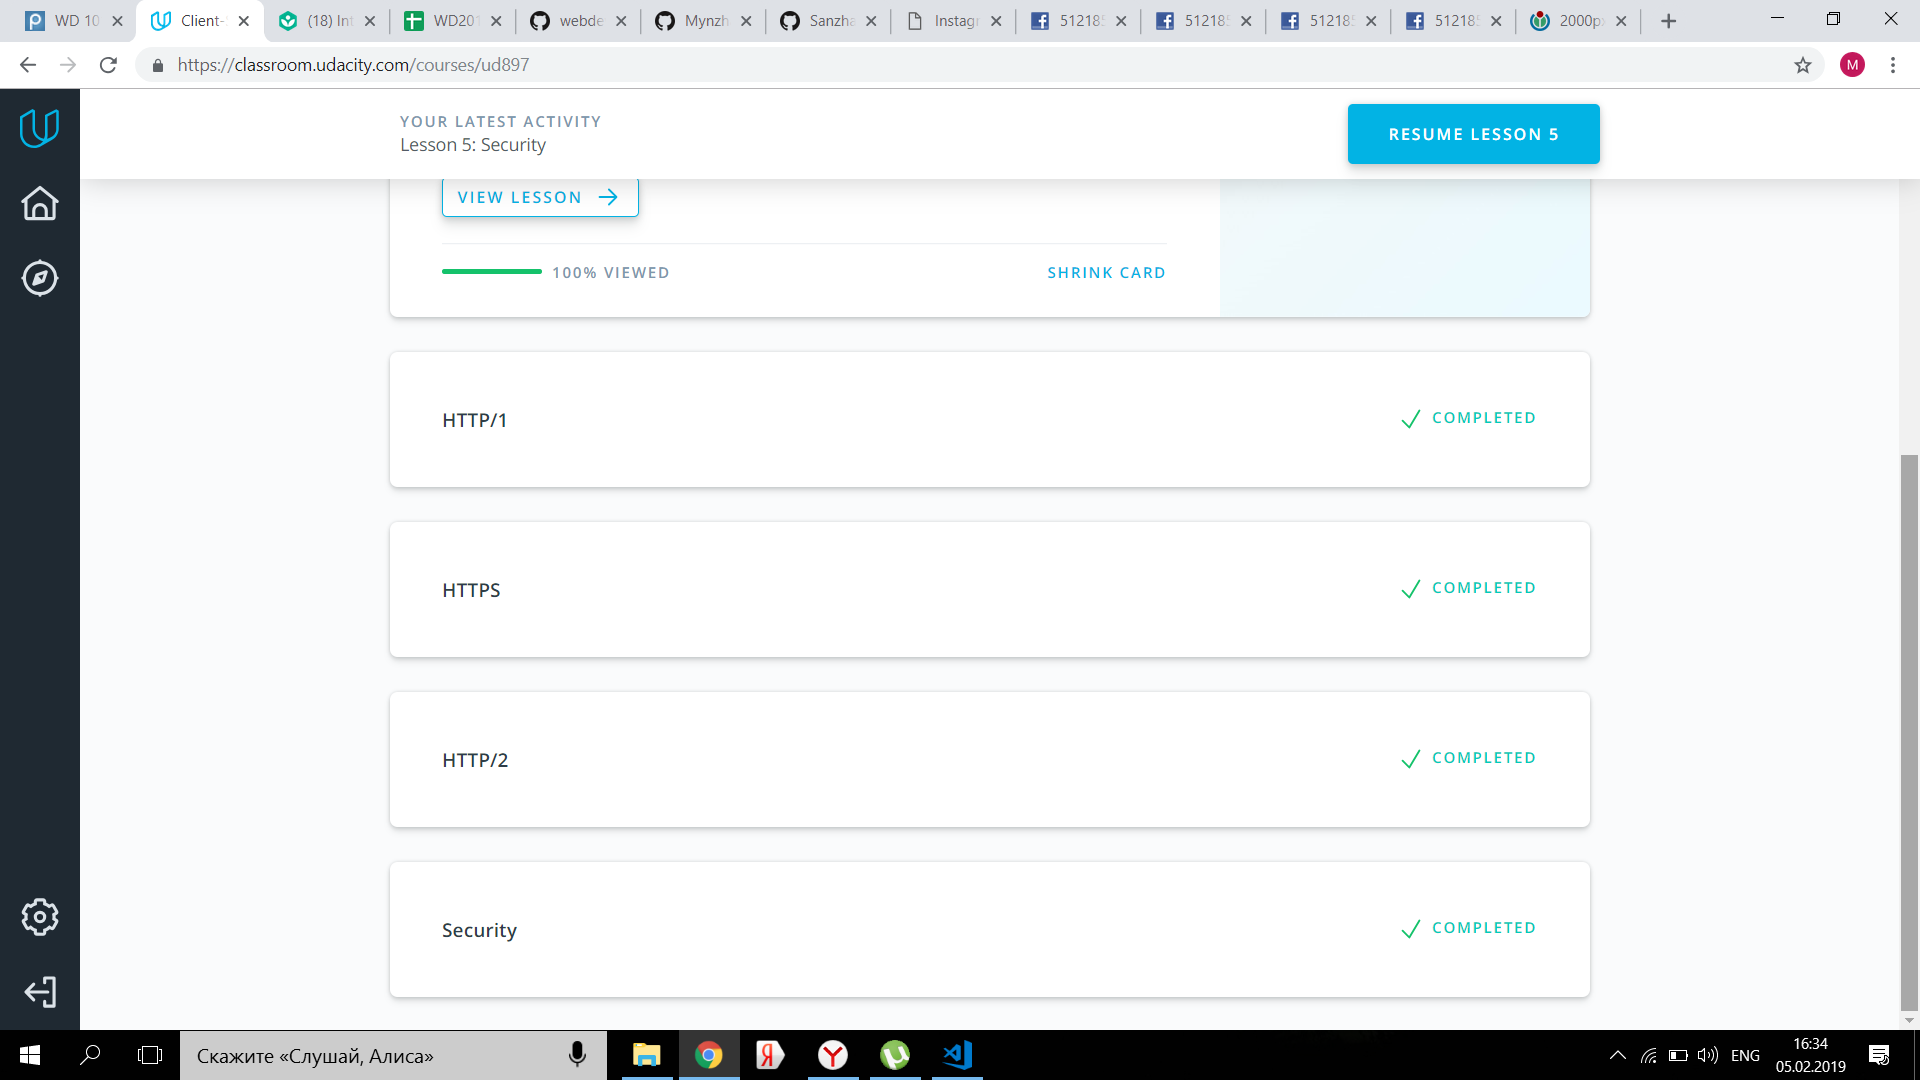 WD 10
Client-
(18) Int
WD201
webde
Mynzh
Sanzha
Instagr
51218
51218
51218
51218
2000p
https://classroom.udacity.com/courses/ud897
M
YOUR LATEST ACTIVITY
Lesson 5: Security
RESUME LESSON 5
VIEW LESSON
100% VIEWED
SHRINK CARD
HTTP/1
COMPLETED
HTTPS
COMPLETED
HTTP/2
COMPLETED
Security
COMPLETED
Скажите «Слушай, Алиса»
ENG
16:34
05.02.2019